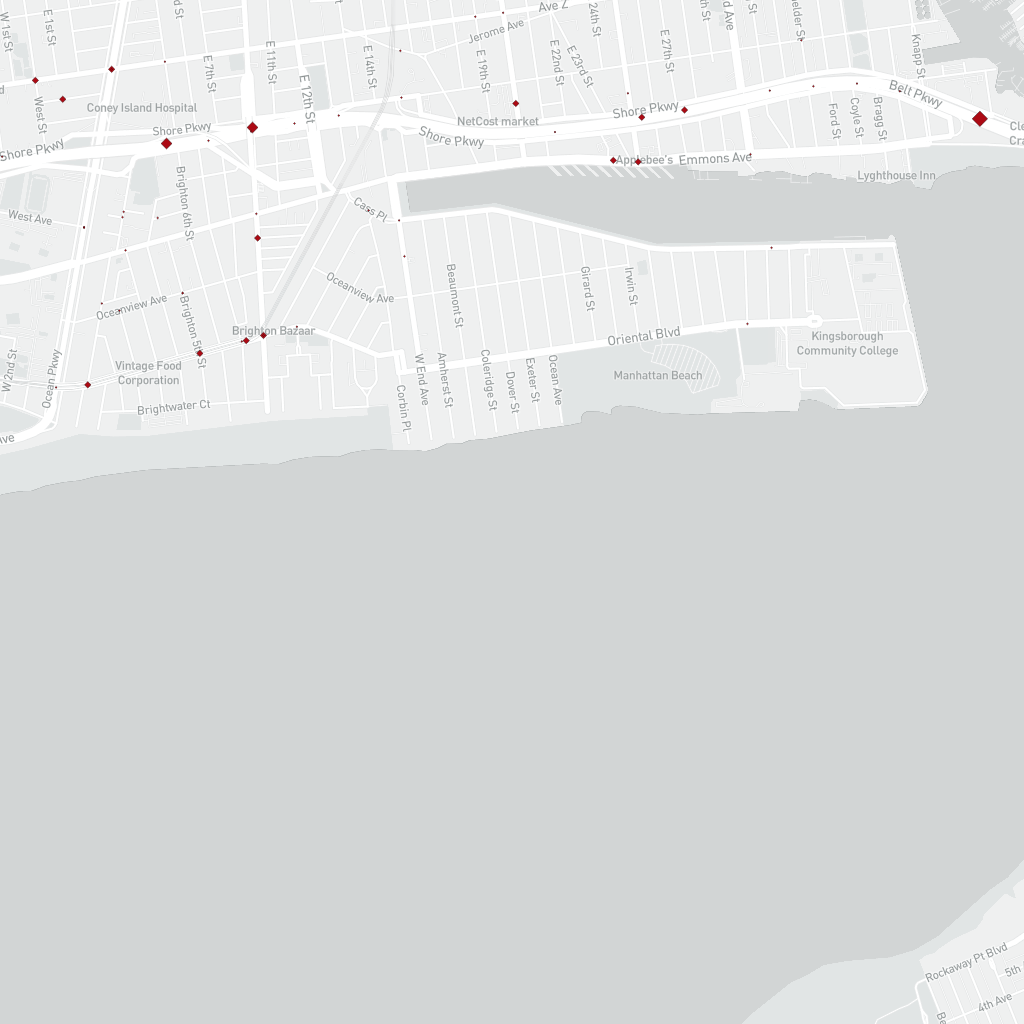 Ave Z
Jerome Ave
W 1st St
E 1st St
E 7th St
E 11th St
E 12th St
E 14th St
E 19th St
E 22nd St
E 23rd St
24th St
E 27th St
Knapp St
West St
Coney Island Hospital
Shore Pkwy
Shore Pkwy
Shore Pkwy
Shore Pkwy
NetCost market
Belt Pkwy
Ford St
Coyle St
Bragg St
Applebee's
Emmons Ave
Lyghthouse Inn
Brighton 6th St
West Ave
Cass Pl
Oceanview Ave
Oceanview Ave
Beaumont St
Girard St
Irwin St
Brighton 5th St
Brighton Bazaar
Oriental Blvd
Kingsborough
Community College
Vintage Food
Corporation
W 2nd St
Ocean Pkwy
Brightwater Ct
Manhattan Beach
Corbin Pl
W End Ave
Amherst St
Coleridge St
Dover St
Exeter St
Ocean Ave
Rockaway Pt Blvd
5th
4th Ave